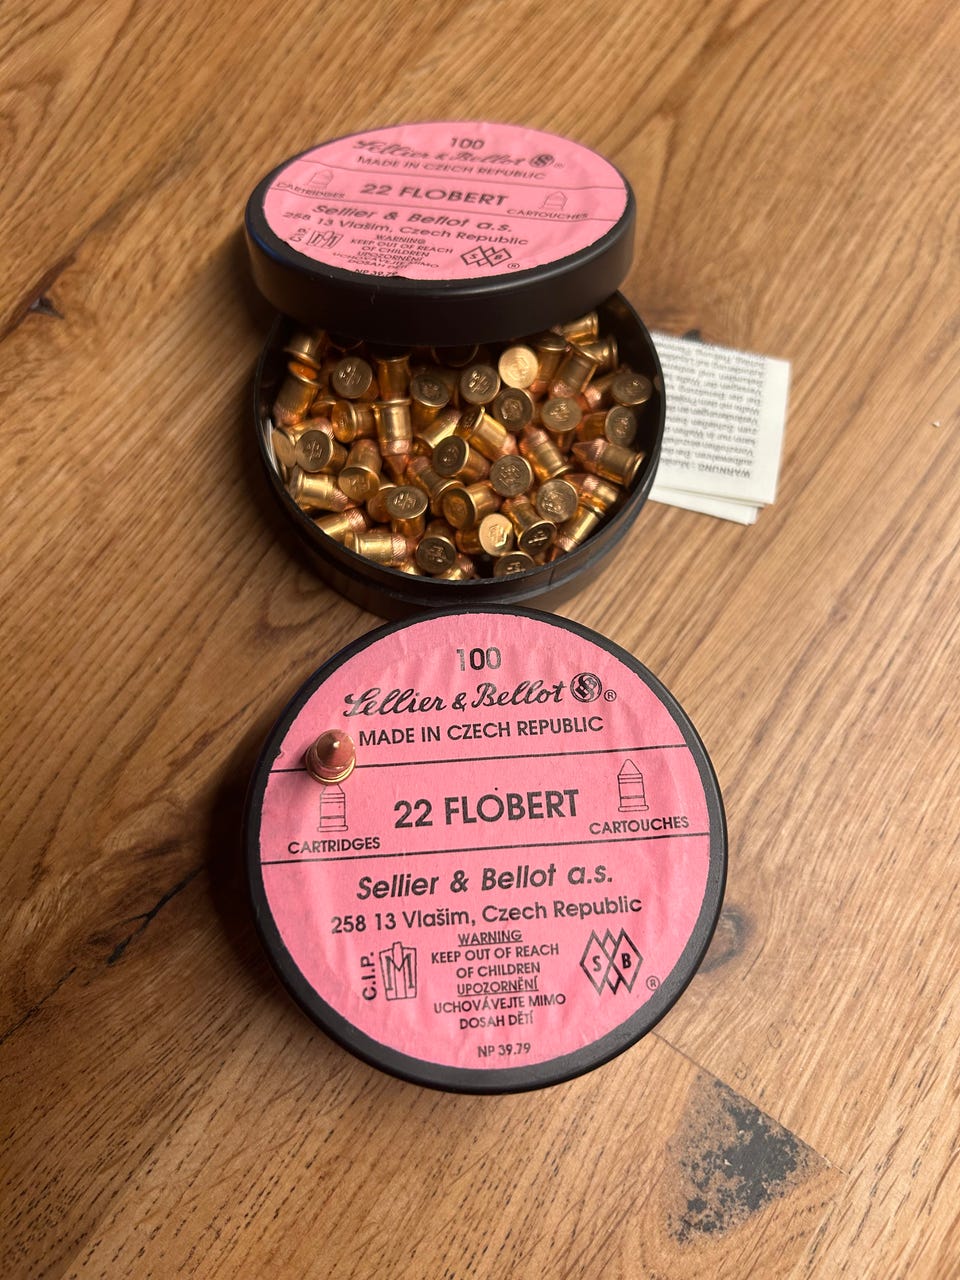 100
Sellier & Bellot ®
MADE IN CZECH REPUBLIC
22 FLOBERT
CARTRIDGES
CARTOUCHES
Sellier & Bellot a.s.
258 13 Vlašim, Czech Republic
C.I.P.
WARNING
KEEP OUT OF REACH
OF CHILDREN
UPOZORNĚNÍ
UCHOVÁVEJTE MIMO
DOSAH DĚTÍ
S B ®
NP 39.79
WARNUNG:
100
Sellier & Bellot ®
MADE IN CZECH REPUBLIC
22 FLOBERT
CARTRIDGES
CARTOUCHES
Sellier & Bellot a.s.
258 13 Vlašim, Czech Republic
C.I.P.
WARNING
KEEP OUT OF REACH
OF CHILDREN
UPOZORNĚNÍ
UCHOVÁVEJTE MIMO
DOSAH DĚTÍ
S B ®
NP 39.79